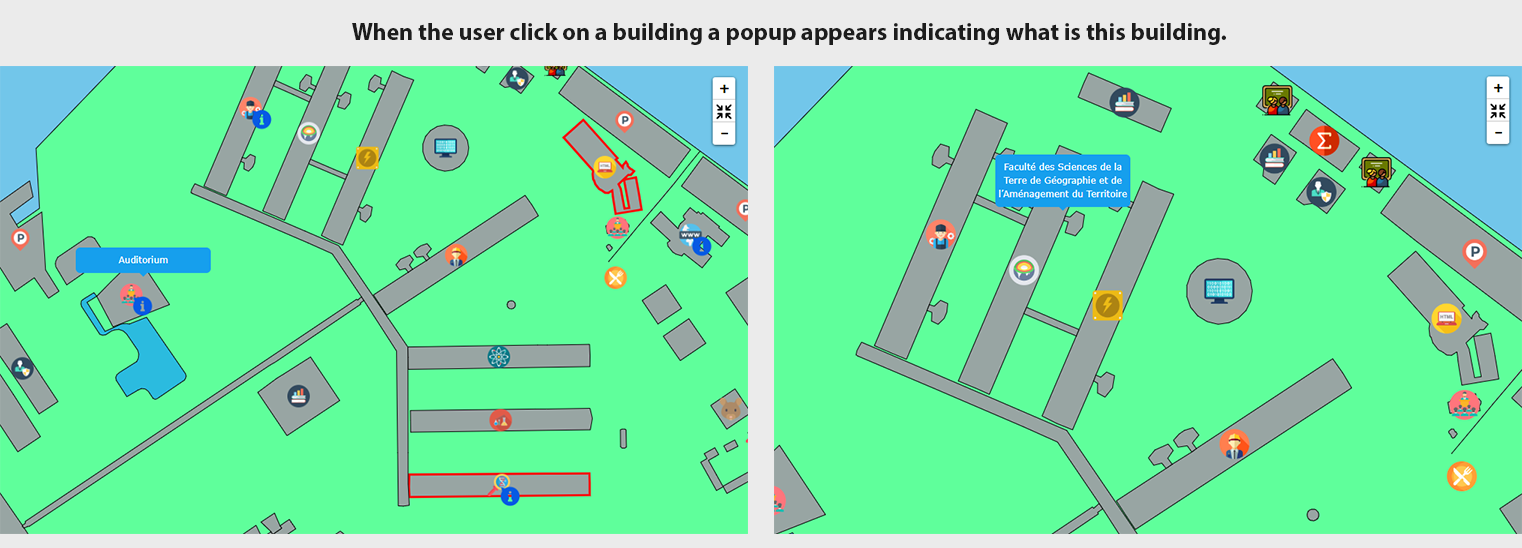 When the user click on a building a popup appears indicating what is this building.
+
−
P
P
HTML
P
WWW
Auditorium
i
i
i
i
+
−
Faculté des Sciences de la
Terre de Géographie et de
l’Aménagement du Territoire
Σ
P
HTML